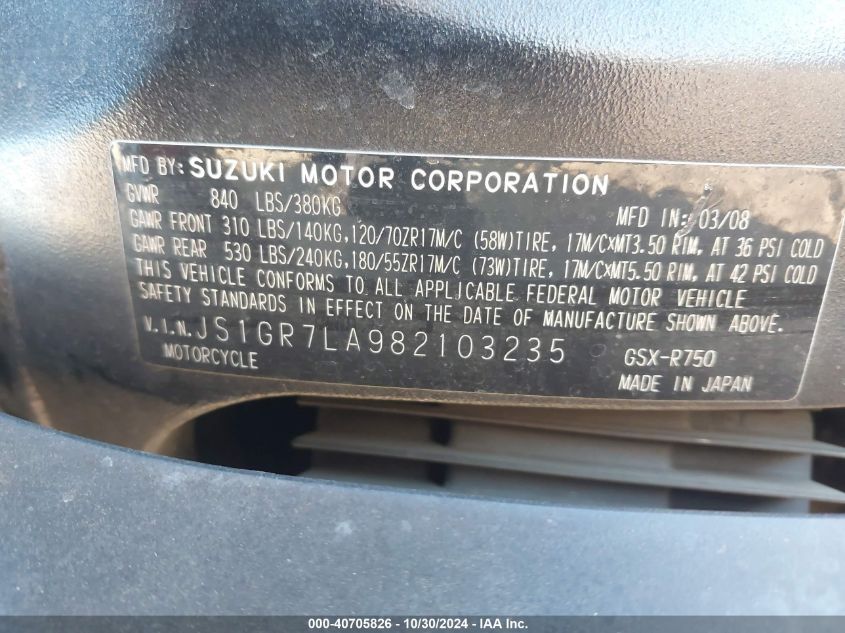 MFD BY: SUZUKI MOTOR CORPORATION
GVWR 840 LBS/380KG MFD IN: 03/08
GAWR FRONT 310 LBS/140KG,120/70ZR17M/C (58W)TIRE, 17M/CXMT3.50 RIM, AT 36 PSI COLD
GAWR REAR 530 LBS/240KG,180/55ZR17M/C (73W)TIRE, 17M/CXMT5.50 RIM, AT 42 PSI COLD
THIS VEHICLE CONFORMS TO ALL APPLICABLE FEDERAL MOTOR VEHICLE
SAFETY STANDARDS IN EFFECT ON THE DATE OF MANUFACTURE SHOWN ABOVE.
V.I.N. JS1GR7LA982103235 GSX-R750
MOTORCYCLE MADE IN JAPAN
000-40705826 - 10/30/2024 - IAA Inc.